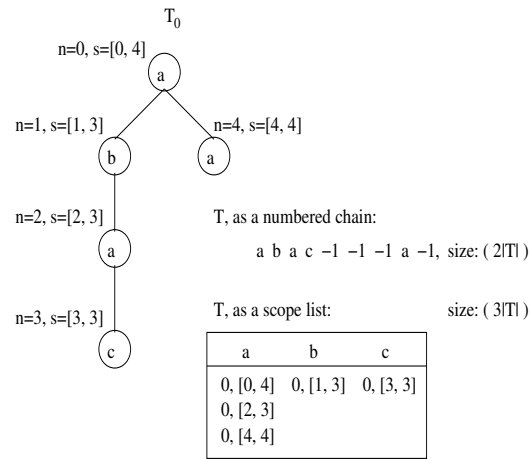 T0
n=0, s=[0, 4]
a
n=1, s=[1, 3]
n=4, s=[4, 4]
b
a
n=2, s=[2, 3]
a
T, as a numbered chain:
a b a c −1 −1 −1 a −1, size: ( 2|T| )
n=3, s=[3, 3]
c
T, as a scope list: size: ( 3|T| )
a b c
0, [0, 4] 0, [1, 3] 0, [3, 3]
0, [2, 3]
0, [4, 4]